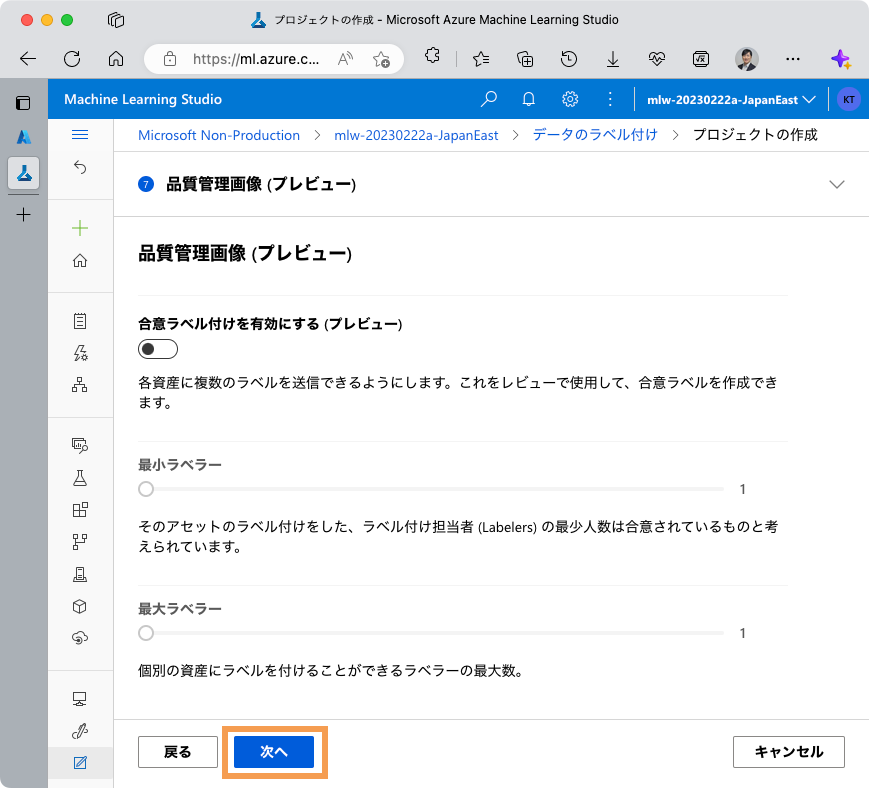 プロジェクトの作成 - Microsoft Azure Machine Learning Studio
https://ml.azure.c...
Machine Learning Studio
mlw-20230222a-JapanEast
KT
Microsoft Non-Production > mlw-20230222a-JapanEast > データのラベル付け > プロジェクトの作成
7 品質管理画像 (プレビュー)
品質管理画像 (プレビュー)
合意ラベル付けを有効にする (プレビュー)
各資産に複数のラベルを送信できるようにします。これをレビューで使用して、合意ラベルを作成でき
ます。
最小ラベラー
1
そのアセットのラベル付けをした、ラベル付け担当者 (Labelers) の最少人数は合意されているものと考
えられています。
最大ラベラー
1
個別の資産にラベルを付けることができるラベラーの最大数。
戻る
次へ
キャンセル